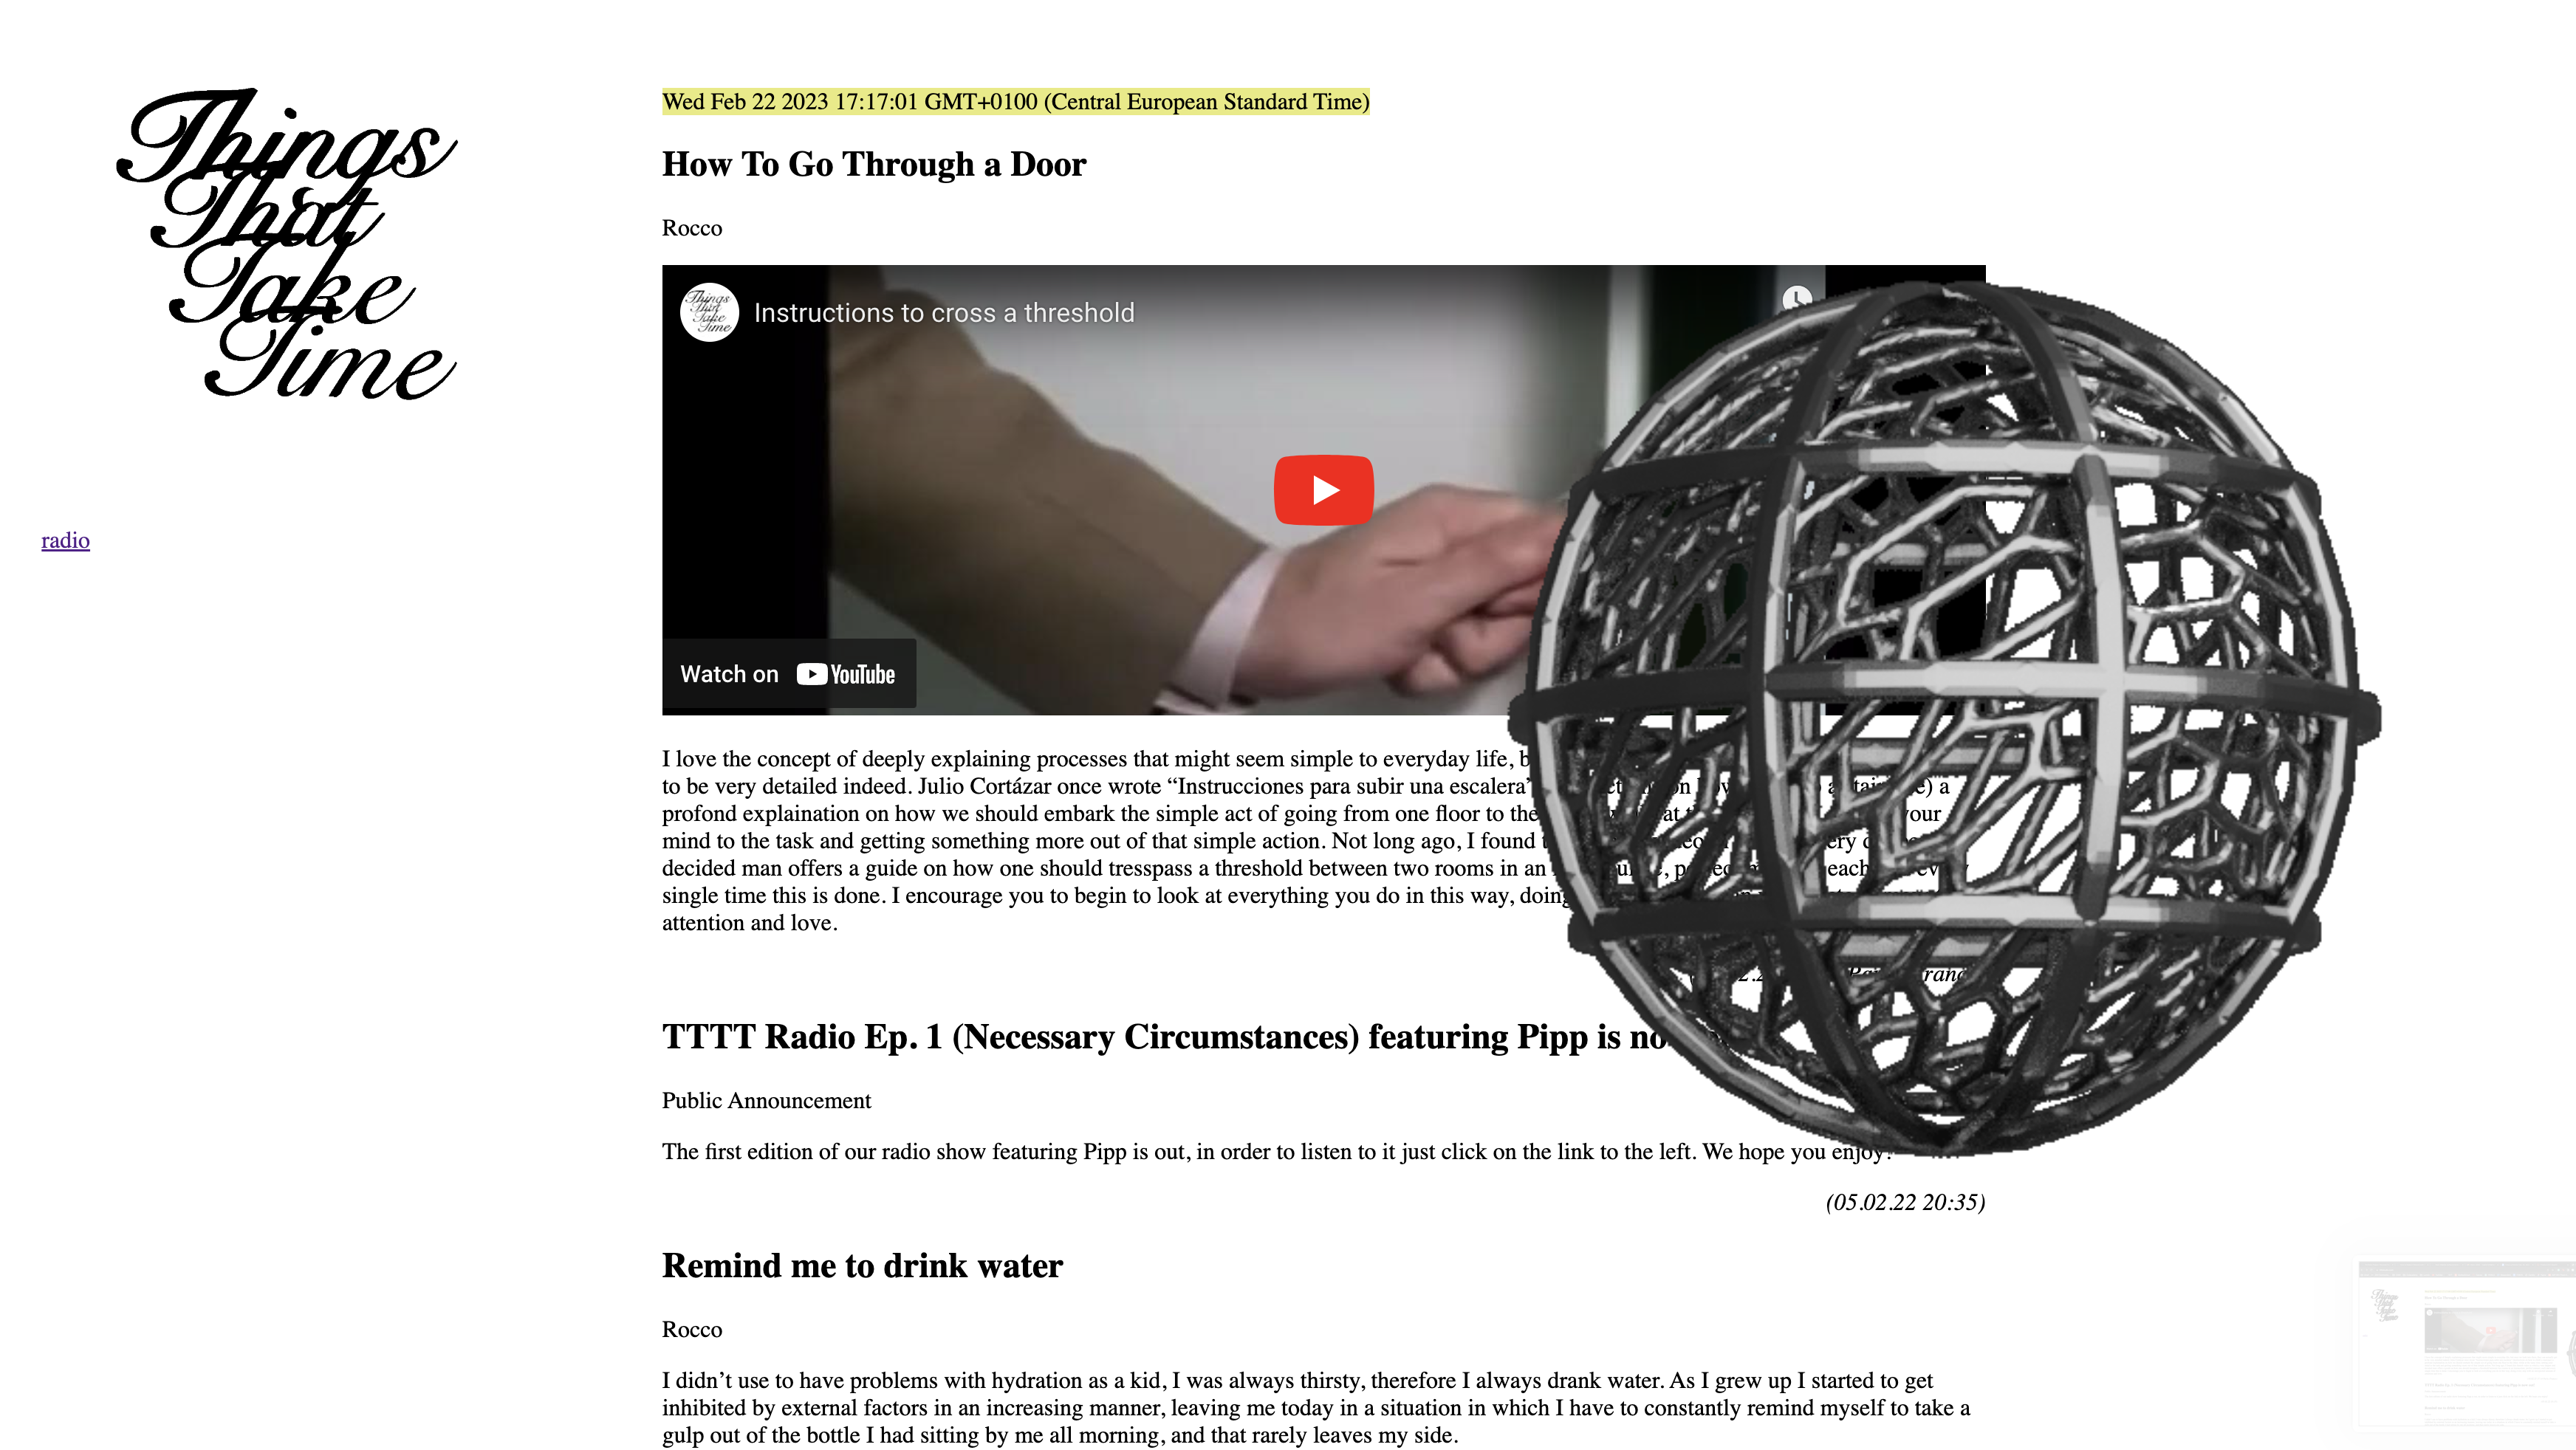 Things
That
Take
Time
radio
Wed Feb 22 2023 17:17:01 GMT+0100 (Central European Standard Time)
How To Go Through a Door
Rocco
Things That Take Time
Instructions to cross a threshold
Watch on YouTube
I love the concept of deeply explaining processes that might seem simple to everyday life,
to be very detailed indeed. Julio Cortázar once wrote “Instrucciones para subir una escalera”
profond explaination on how we should embark the simple act of going from one floor to the your
mind to the task and getting something more out of that simple action. Not long ago, I found
decided man offers a guide on how one should tresspass a threshold between two rooms in an
single time this is done. I encourage you to begin to look at everything you do in this way, doing
attention and love.
TTTT Radio Ep. 1 (Necessary Circumstances) featuring Pipp is
Public Announcement
The first edition of our radio show featuring Pipp is out, in order to listen to it just click on the link to the left. We hope you enjoy!
(05.02.22 20:35)
Remind me to drink water
Rocco
I didn’t use to have problems with hydration as a kid, I was always thirsty, therefore I always drank water. As I grew up I started to get
inhibited by external factors in an increasing manner, leaving me today in a situation in which I have to constantly remind myself to take a
gulp out of the bottle I had sitting by me all morning, and that rarely leaves my side.